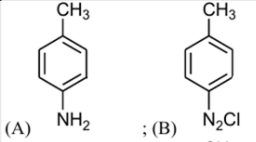 CH₃ CH₃
(A) NH₂ ; (B) N₂Cl